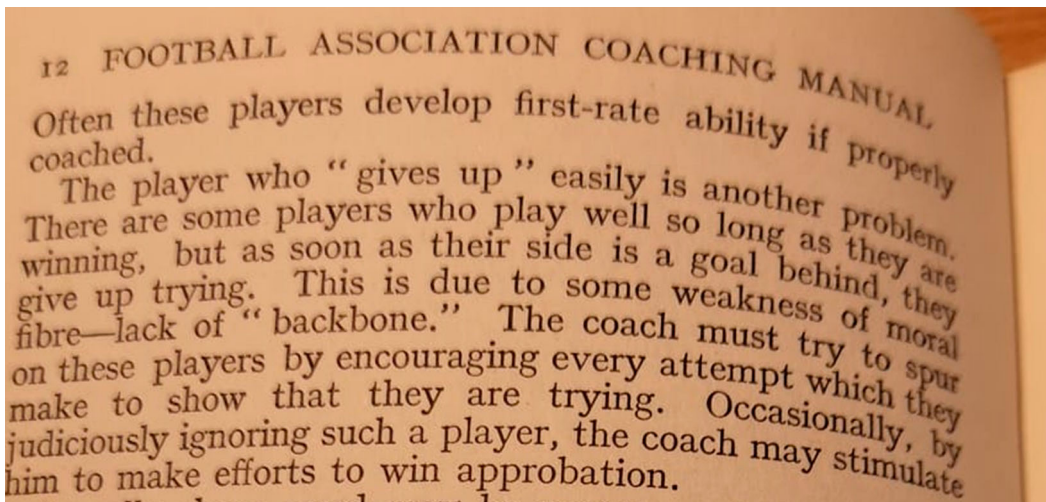 12 FOOTBALL ASSOCIATION COACHING MANUAL
Often these players develop first-rate ability if properly
coached.
The player who “ gives up ” easily is another problem.
There are some players who play well so long as they are
winning, but as soon as their side is a goal behind, they
give up trying. This is due to some weakness of moral
fibre—lack of “ backbone.” The coach must try to spur
on these players by encouraging every attempt which they
make to show that they are trying. Occasionally, by
judiciously ignoring such a player, the coach may stimulate
him to make efforts to win approbation.